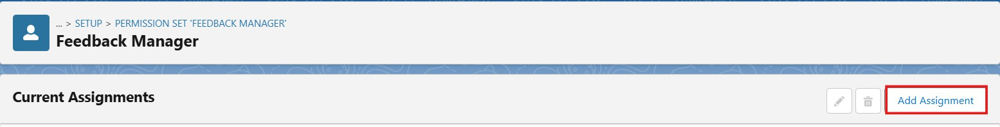 ... > SETUP > PERMISSION SET 'FEEDBACK MANAGER'
Feedback Manager
Current Assignments
Add Assignment